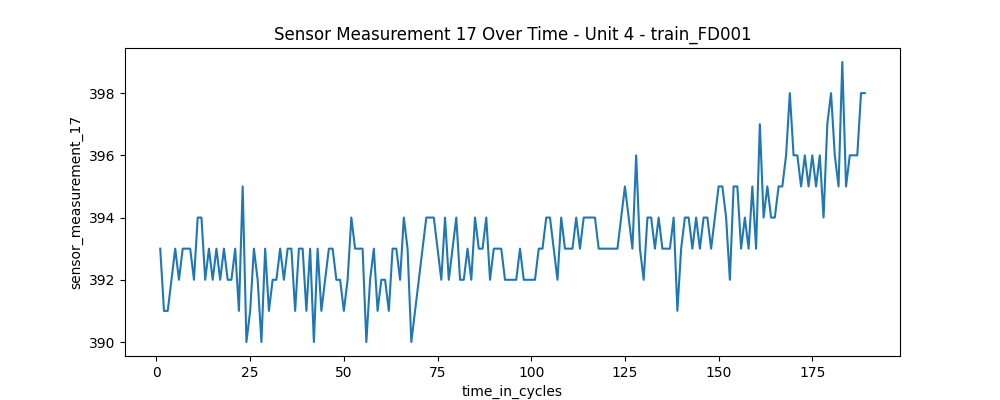 Sensor Measurement 17 Over Time - Unit 4 - train_FD001
sensor_measurement_17
398
396
394
392
390
0 25 50 75 100 125 150 175
time_in_cycles